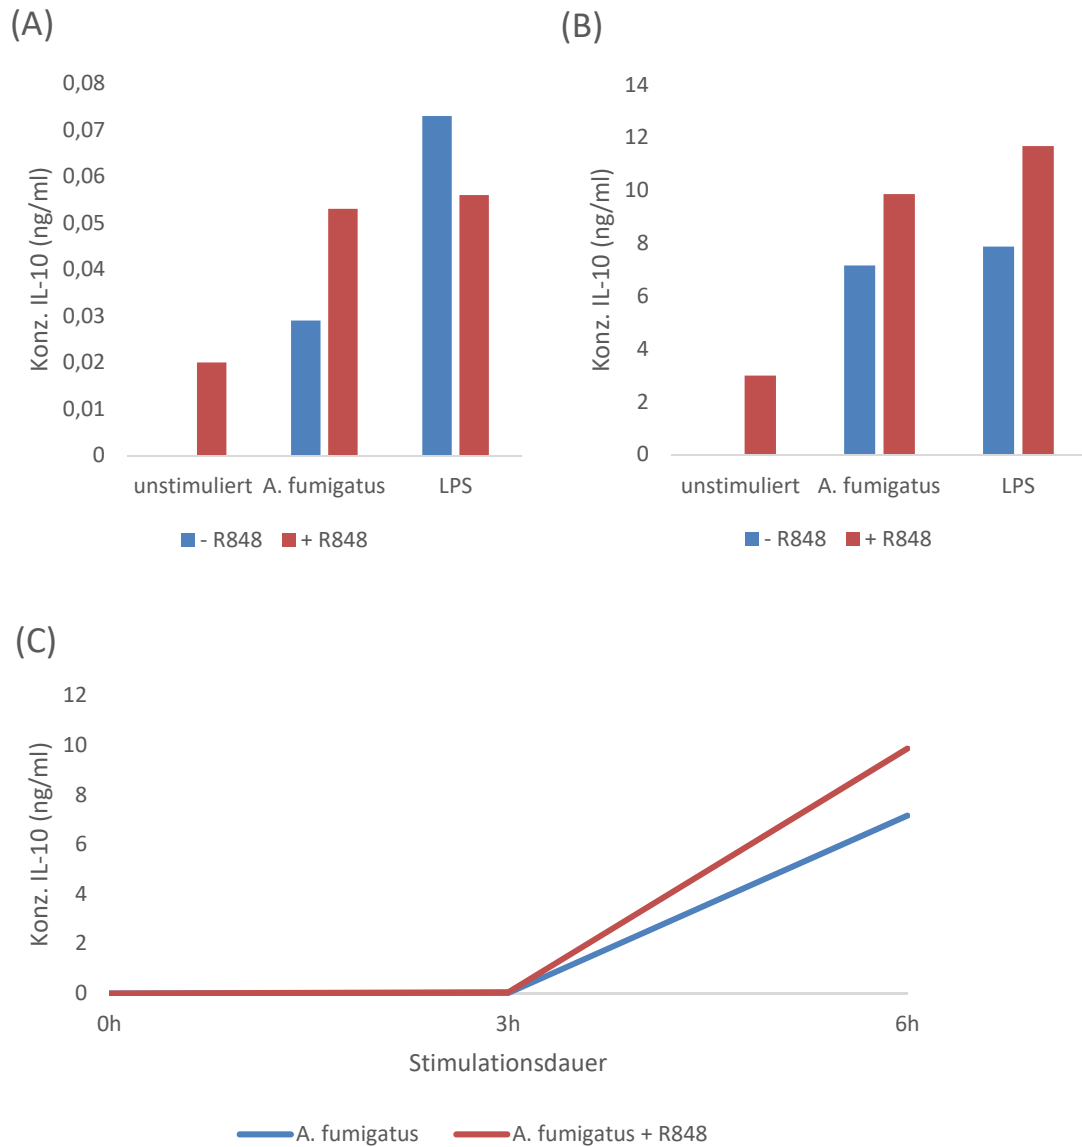 (A)
Konz. IL-10 (ng/ml)
0,08
0,07
0,06
0,05
0,04
0,03
0,02
0,01
0
unstimuliert A. fumigatus LPS
- R848 + R848
(B)
Konz. IL-10 (ng/ml)
14
12
10
8
6
4
2
0
unstimuliert A. fumigatus LPS
- R848 + R848
(C)
Konz. IL-10 (ng/ml)
12
10
8
6
4
2
0
0h 3h 6h
Stimulationsdauer
A. fumigatus A. fumigatus + R848